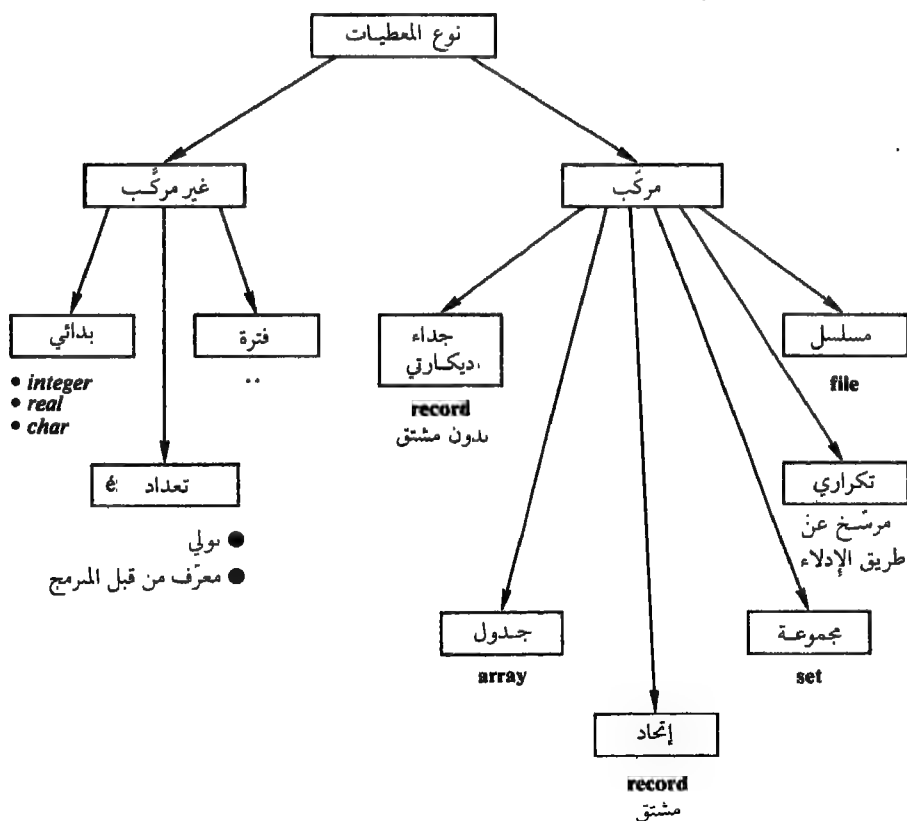 نوع المعطيات
غير مركَّب
مركّب
بدائي
• integer
• real
• char
فترة
..
تعداد
● بولي
● معرّف من قبل المبرمج
جداء
ديكارتي
record
بدون مشتق
جدول
array
إتحاد
record
مشتق
مجموعة
set
تكراري
مرسّخ عن
طريق الإدلاء
مسلسل
file